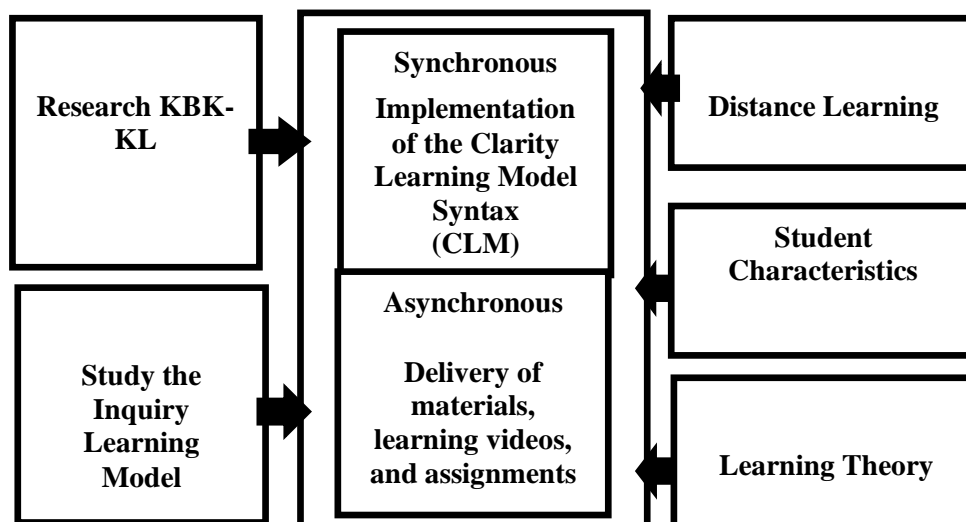 Research KBK-
KL
Study the
Inquiry
Learning
Model
Synchronous
Implementation
of the Clarity
Learning Model
Syntax
(CLM)
Asynchronous
Delivery of
materials,
learning videos,
and assignments
Distance Learning
Student
Characteristics
Learning Theory